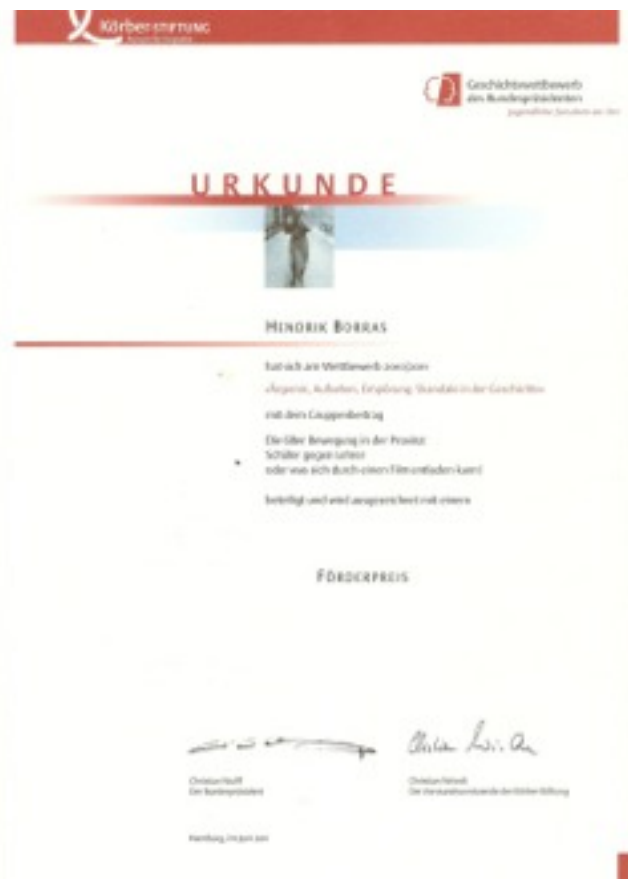 Körber-Stiftung
Geschichtswettbewerb
des Bundespräsidenten
URKUNDE
Hendrik Borras
hat sich am Wettbewerb 2010/2011
»Ärgernis, Aufsehen, Empörung: Skandale in der Geschichte«
mit dem Gruppenbeitrag
Die 68er Bewegung in der Provinz
Schüler gegen Lehrer
oder was sich durch einen Film entladen kann!
beteiligt und wird ausgezeichnet mit einem
Förderpreis
Christian Wulff
Der Bundespräsident
Christian
Der Vorstandsvorsitzende der Körber-Stiftung
Hamburg, im Juni 2011